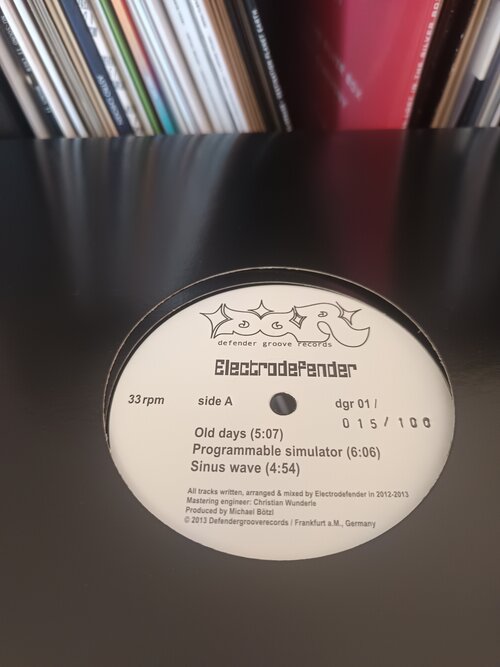 DGR
defender groove records
Electrodefender
33 rpm side A dgr 01 /
015/100
Old days (5:07)
Programmable simulator (6:06)
Sinus wave (4:54)
All tracks written, arranged & mixed by Electrodefender in 2012-2013
Mastering engineer: Christian Wunderle
Produced by Michael Bötzl
© 2013 Defendergrooverecords / Frankfurt a.M., Germany